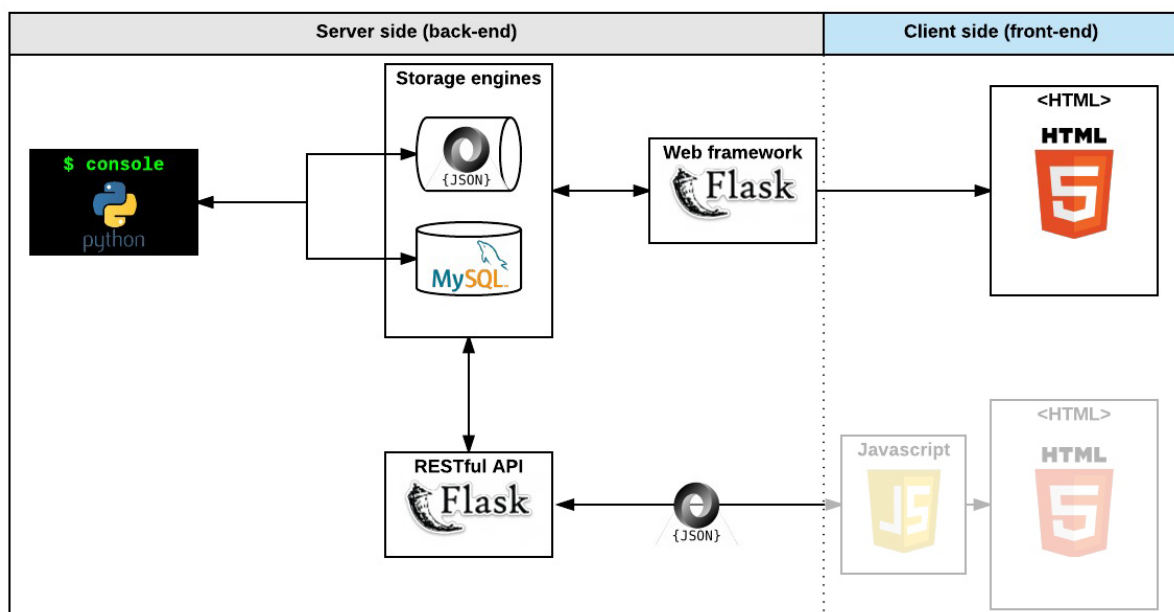 Server side (back-end)
Client side (front-end)
Storage engines
{JSON}
$ console
python
MySQL
Web framework
Flask
<HTML>
HTML
5
RESTful API
Flask
{JSON}
Javascript
JS
<HTML>
HTML
5